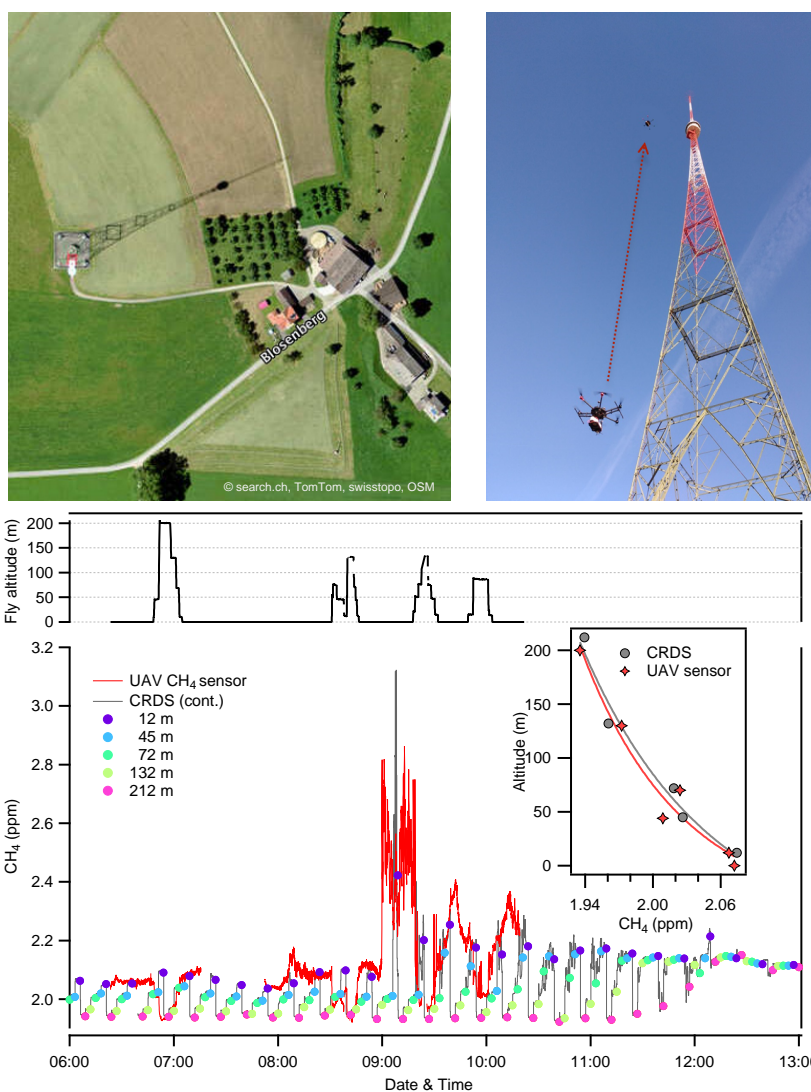 Blosenberg
© search.ch, TomTom, swisstopo, OSM
Fly altitude (m)
200
150
100
50
0
CH4 (ppm)
3.2
3.0
2.8
2.6
2.4
2.2
2.0
UAV CH4 sensor
CRDS (cont.)
12 m
45 m
72 m
132 m
212 m
Altitude (m)
200
150
100
50
0
CRDS
UAV sensor
1.94
2.00
2.06
CH4 (ppm)
06:00
07:00
08:00
09:00
10:00
11:00
12:00
13:00
Date & Time